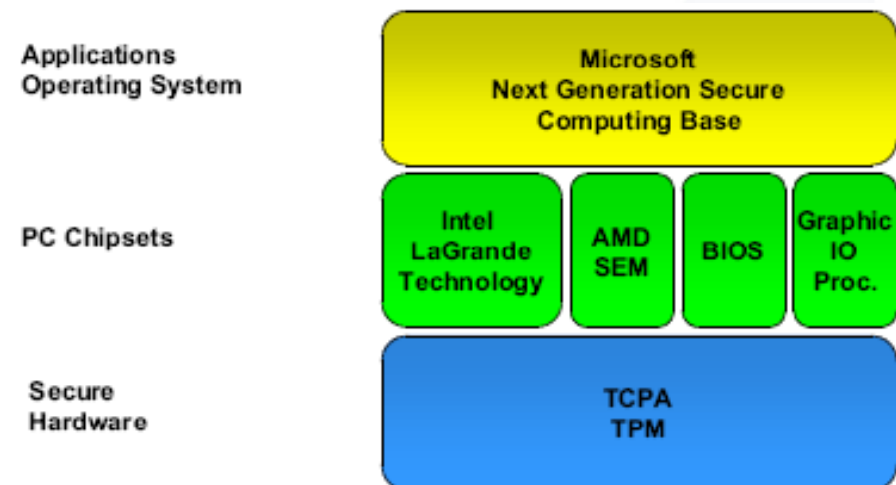 Applications
Operating System
Microsoft
Next Generation Secure
Computing Base
PC Chipsets
Intel
LaGrande
Technology
AMD
SEM
BIOS
Graphic
IO
Proc.
Secure
Hardware
TCPA
TPM